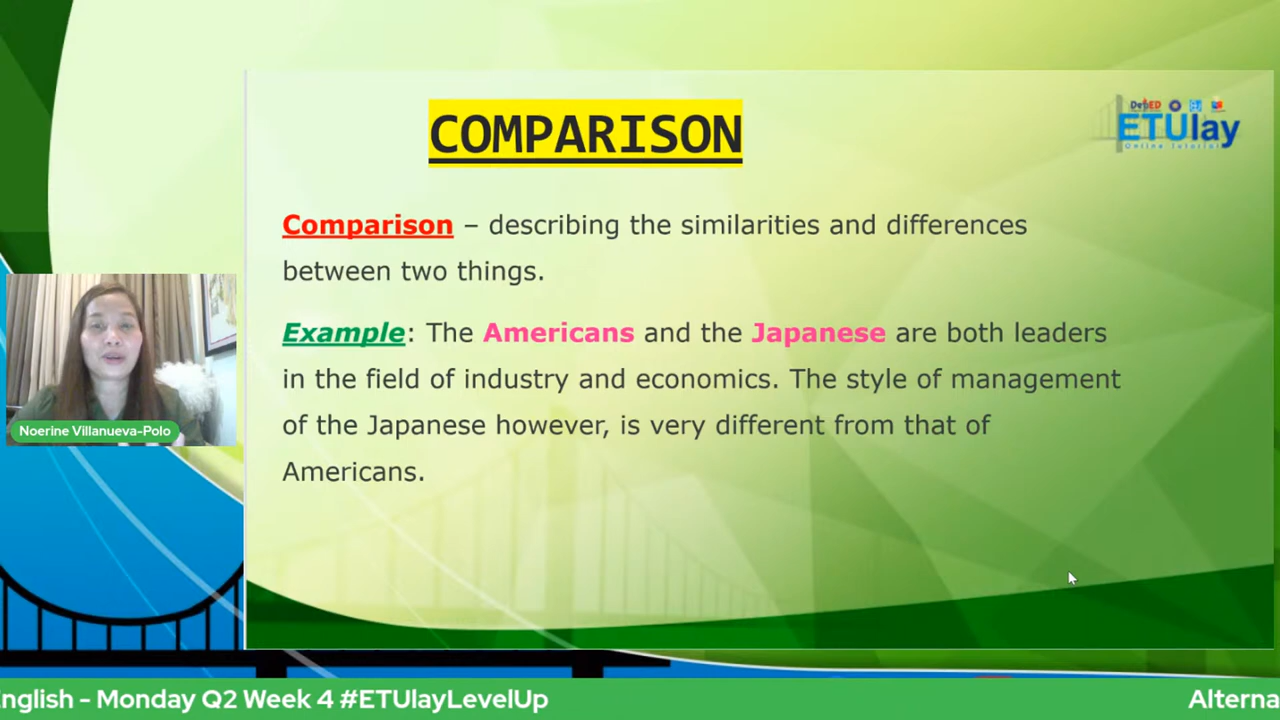 COMPARISON
DepED
ETUlay
Online Tutorial
Comparison – describing the similarities and differences
between two things.
Example: The Americans and the Japanese are both leaders
in the field of industry and economics. The style of management
of the Japanese however, is very different from that of
Americans.
Noerine Villanueva-Polo
nglish - Monday Q2 Week 4 #ETUlayLevelUp
Alterna